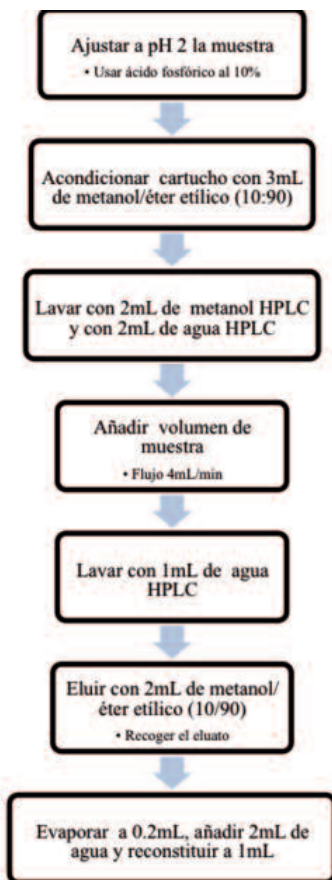 Ajustar a pH 2 la muestra
• Usar ácido fosfórico al 10%
Acondicionar cartucho con 3mL
de metanol/éter etílico (10:90)
Lavar con 2mL de metanol HPLC
y con 2mL de agua HPLC
Añadir volumen de
muestra
• Flujo 4mL/min
Lavar con 1mL de agua
HPLC
Eluir con 2mL de metanol/
éter etílico (10/90)
• Recoger el eluato
Evaporar a 0.2mL, añadir 2mL de
agua y reconstituir a 1mL